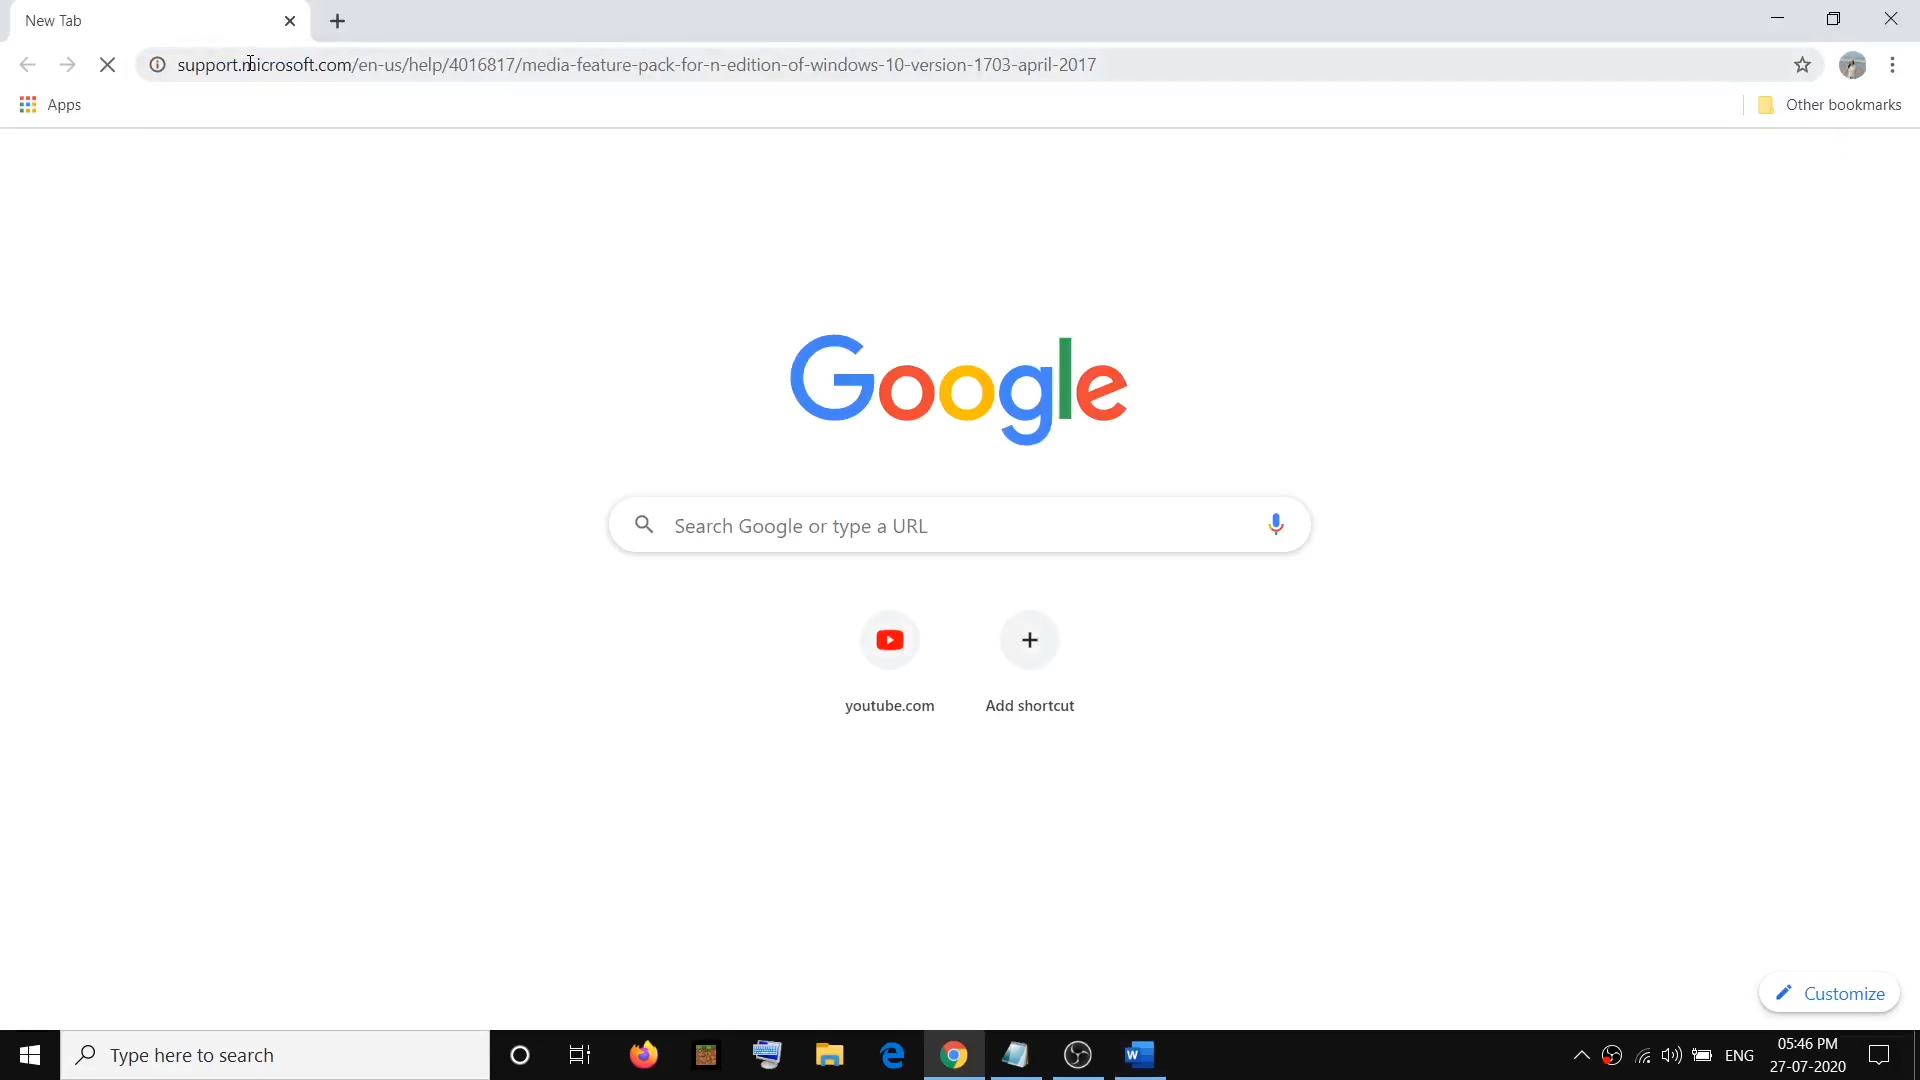 New Tab
support.microsoft.com/en-us/help/4016817/media-feature-pack-for-n-edition-of-windows-10-version-1703-april-2017
Apps
Other bookmarks
Google
Search Google or type a URL
youtube.com
Add shortcut
Customize
Type here to search
W
ENG
05:46 PM
27-07-2020